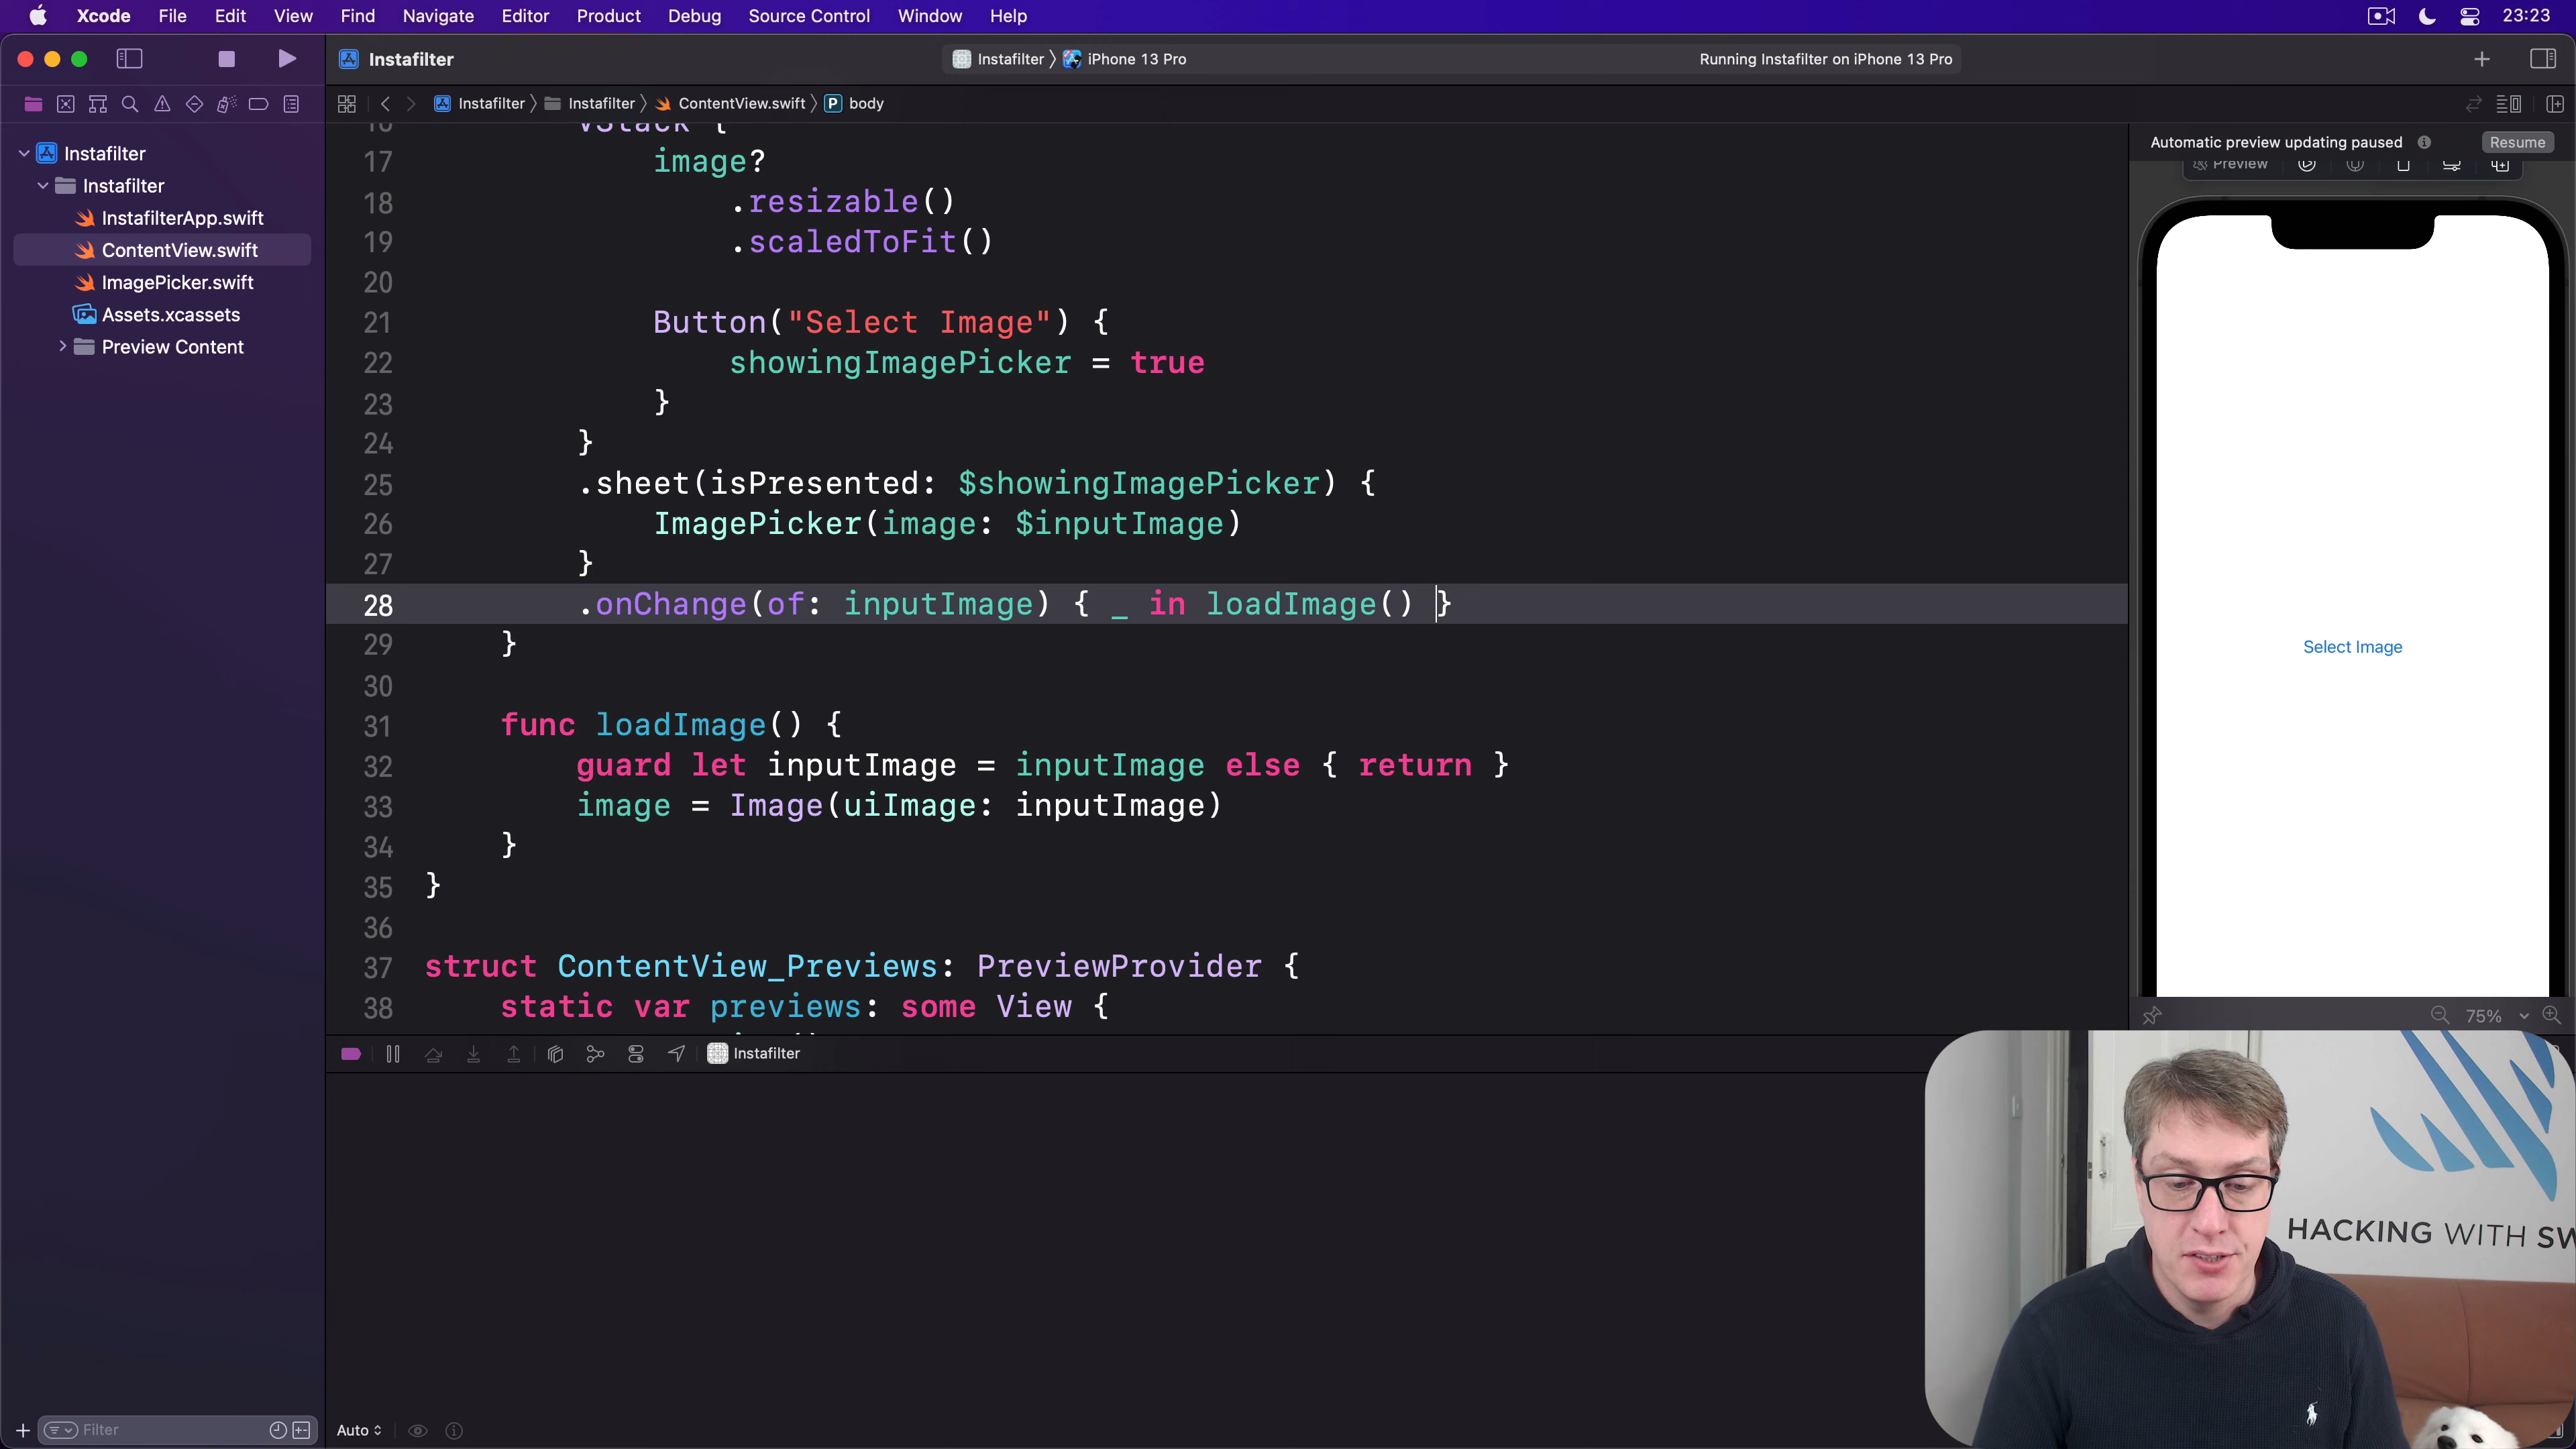 Xcode File Edit View Find Navigate Editor Product Debug Source Control Window Help 23:23
Instafilter
Instafilter iPhone 13 Pro
Running Instafilter on iPhone 13 Pro
Instafilter Instafilter ContentView.swift P body
Instafilter
Instafilter
InstafilterApp.swift
ContentView.swift
ImagePicker.swift
Assets.xcassets
Preview Content
Filter
16 VStack {
17 image?
18 .resizable()
19 .scaledToFit()
20
21 Button("Select Image") {
22 showingImagePicker = true
23 }
24 }
25 .sheet(isPresented: $showingImagePicker) {
26 ImagePicker(image: $inputImage)
27 }
28 .onChange(of: inputImage) { _ in loadImage() }
29 }
30
31 func loadImage() {
32 guard let inputImage = inputImage else { return }
33 image = Image(uiImage: inputImage)
34 }
35 }
36
37 struct ContentView_Previews: PreviewProvider {
38 static var previews: some View {
Automatic preview updating paused
Resume
Preview
Select Image
75%
Instafilter
Auto
HACKING WITH SW